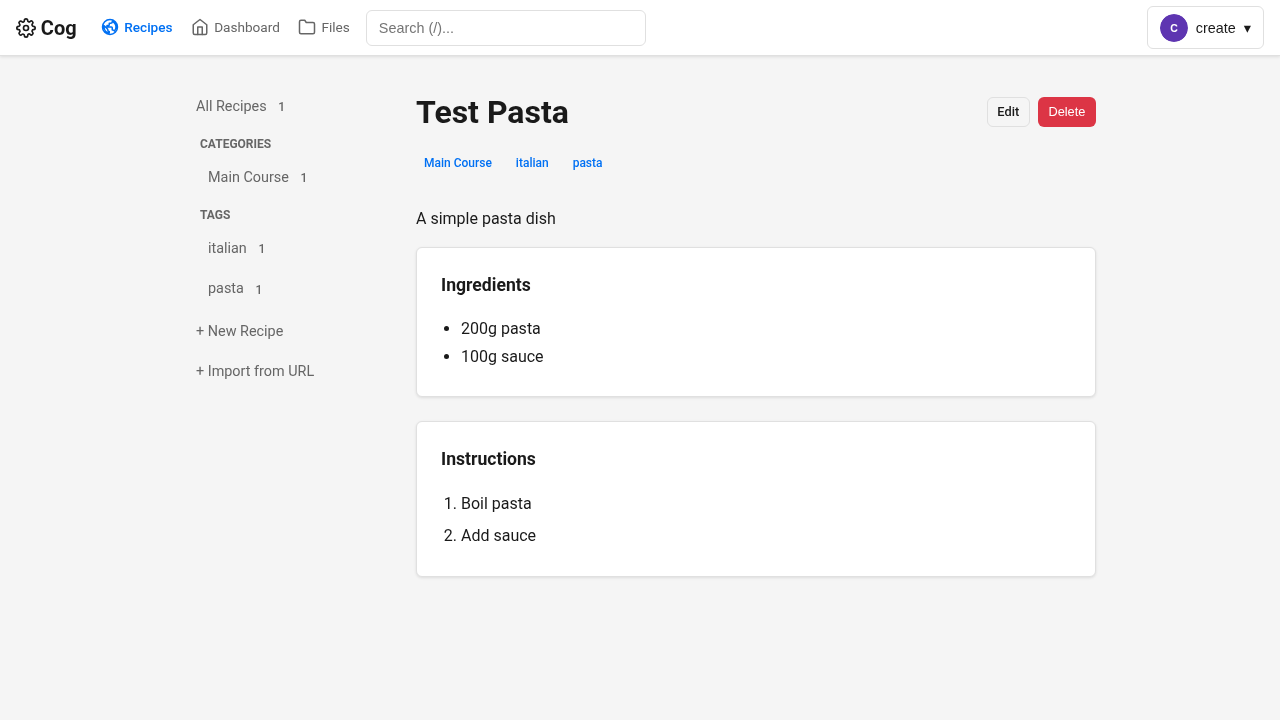 Cog
Recipes
Dashboard
Files
Search (/)...
C
create ▾
All Recipes 1
CATEGORIES
Main Course 1
TAGS
italian 1
pasta 1
+ New Recipe
+ Import from URL
Test Pasta
Edit
Delete
Main Course italian pasta
A simple pasta dish
Ingredients
• 200g pasta
• 100g sauce
Instructions
1. Boil pasta
2. Add sauce